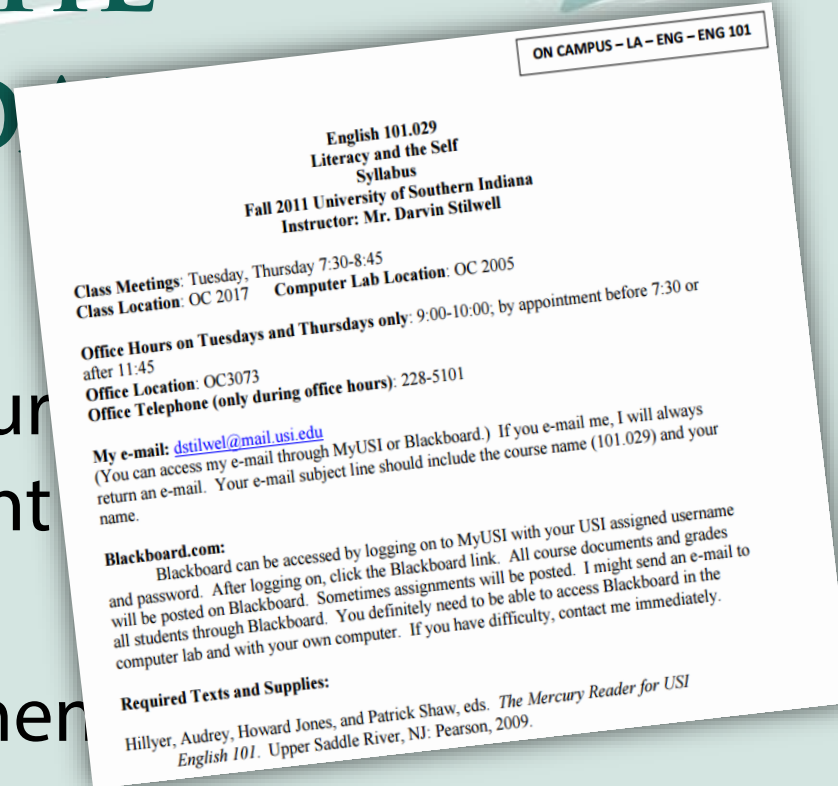 ON CAMPUS – LA – ENG – ENG 101
English 101.029
Literacy and the Self
Syllabus
Fall 2011 University of Southern Indiana
Instructor: Mr. Darvin Stilwell
Class Meetings: Tuesday, Thursday 7:30-8:45
Class Location: OC 2017 Computer Lab Location: OC 2005
Office Hours on Tuesdays and Thursdays only: 9:00-10:00; by appointment before 7:30 or
after 11:45
Office Location: OC3073
Office Telephone (only during office hours): 228-5101
My e-mail: dstilwel@mail.usi.edu
(You can access my e-mail through MyUSI or Blackboard.) If you e-mail me, I will always
return an e-mail. Your e-mail subject line should include the course name (101.029) and your
name.
Blackboard.com:
Blackboard can be accessed by logging on to MyUSI with your USI assigned username
and password. After logging on, click the Blackboard link. All course documents and grades
will be posted on Blackboard. Sometimes assignments will be posted. I might send an e-mail to
all students through Blackboard. You definitely need to be able to access Blackboard in the
computer lab and with your own computer. If you have difficulty, contact me immediately.
Required Texts and Supplies:
Hillyer, Audrey, Howard Jones, and Patrick Shaw, eds. The Mercury Reader for USI
English 101. Upper Saddle River, NJ: Pearson, 2009.